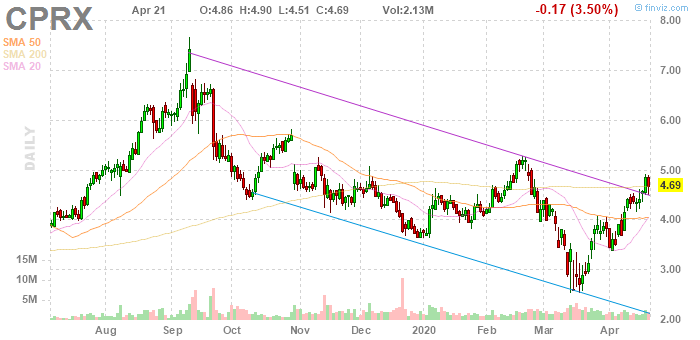 CPRX
Apr 21 O:4.86 H:4.90 L:4.51 C:4.69 Vol:2.13M -0.17 (3.50%)
© finviz.com
SMA 50
SMA 200
SMA 20
DAILY
8.00
7.00
6.00
5.00
4.69
4.00
3.00
2.00
15M
10M
5M
Aug Sep Oct Nov Dec 2020 Feb Mar Apr